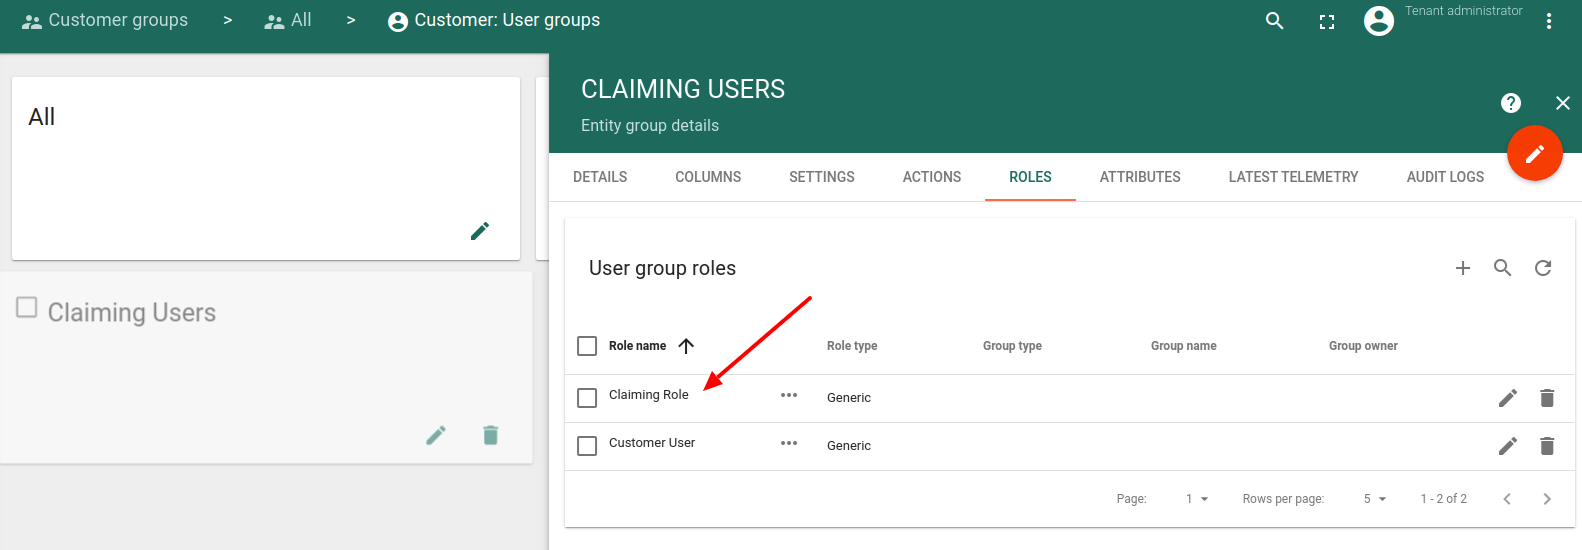 Customer groups > All > Customer: User groups
Tenant administrator
All
Claiming Users
CLAIMING USERS
Entity group details
DETAILS COLUMNS SETTINGS ACTIONS ROLES ATTRIBUTES LATEST TELEMETRY AUDIT LOGS
User group roles
Role name Role type Group type Group name Group owner
Claiming Role ••• Generic
Customer User ••• Generic
Page: 1 Rows per page: 5 1 - 2 of 2